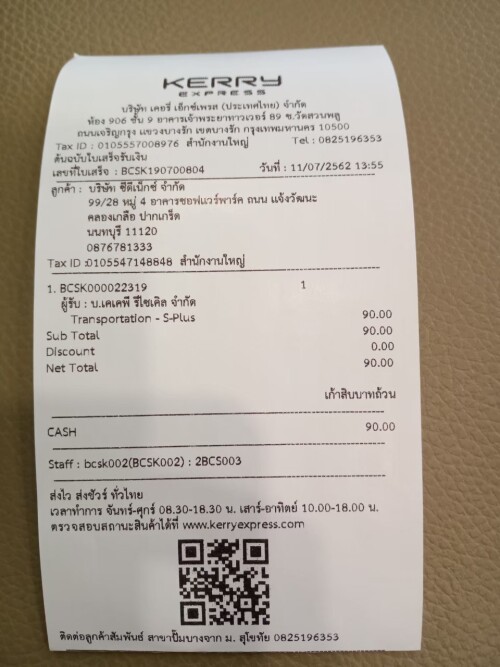 KERRY
EXPRESS
บริษัท เคอรี่ เอ็กซ์เพรส (ประเทศไทย) จำกัด
ห้อง 906 ชั้น 9 อาคารเจ้าพระยาทาวเวอร์ 89 ซ.วัดสวนพลู
ถนนเจริญกรุง แขวงบางรัก เขตบางรัก กรุงเทพมหานคร 10500
Tax ID : 0105557008976 สำนักงานใหญ่ Tel : 0825196353
ต้นฉบับใบเสร็จรับเงิน
เลขที่ใบเสร็จ : BCSK190700804 วันที่ : 11/07/2562 13:55
ลูกค้า : บริษัท ซีดีเน็กซ์ จำกัด
99/28 หมู่ 4 อาคารซอฟแวร์พาร์ค ถนน แจ้งวัฒนะ
คลองเกลือ ปากเกร็ด
นนทบุรี 11120
0876781333
Tax ID :0105547148848 สำนักงานใหญ่
1. BCSK000022319 1
ผู้รับ : บ.เคเคพี รีไซเคิล จำกัด
Transportation - S-Plus 90.00
Sub Total 90.00
Discount 0.00
Net Total 90.00
เก้าสิบบาทถ้วน
CASH 90.00
Staff : bcsk002(BCSK002) : 2BCS003
ส่งไว ส่งชัวร์ ทั่วไทย
เวลาทำการ จันทร์-ศุกร์ 08.30-18.30 น. เสาร์-อาทิตย์ 10.00-18.00 น.
ตรวจสอบสถานะสินค้าได้ที่ www.kerryexpress.com
ติดต่อลูกค้าสัมพันธ์ สาขาปั๊มบางจาก ม. สุโขทัย 0825196353